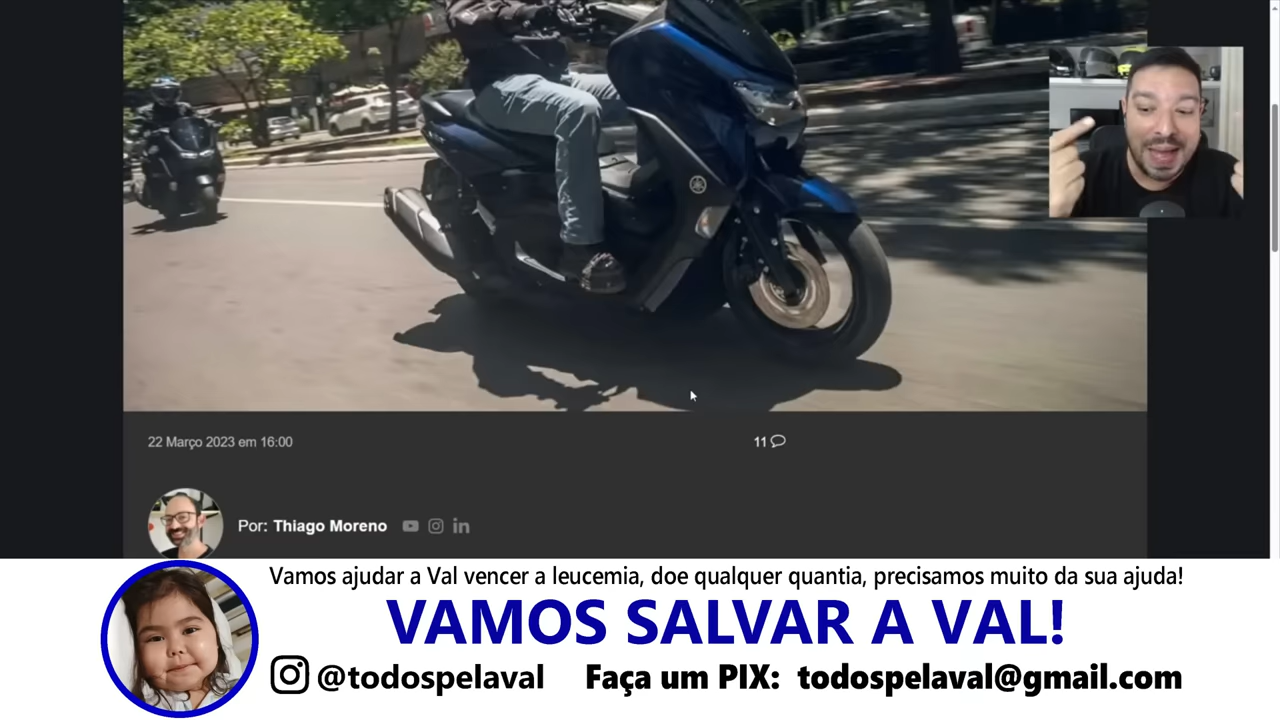 22 Março 2023 em 16:00
11
Por: Thiago Moreno
Vamos ajudar a Val vencer a leucemia, doe qualquer quantia, precisamos muito da sua ajuda!
VAMOS SALVAR A VAL!
@todospelaval Faça um PIX: todospelaval@gmail.com